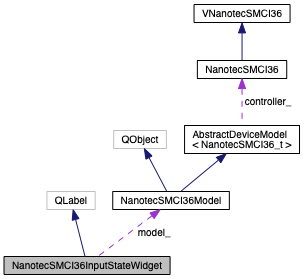 VNanotecSMCI36
NanotecSMCI36
controller_
AbstractDeviceModel
< NanotecSMCI36_t >
QObject
QLabel
NanotecSMCI36Model
model_
NanotecSMCI36InputStateWidget